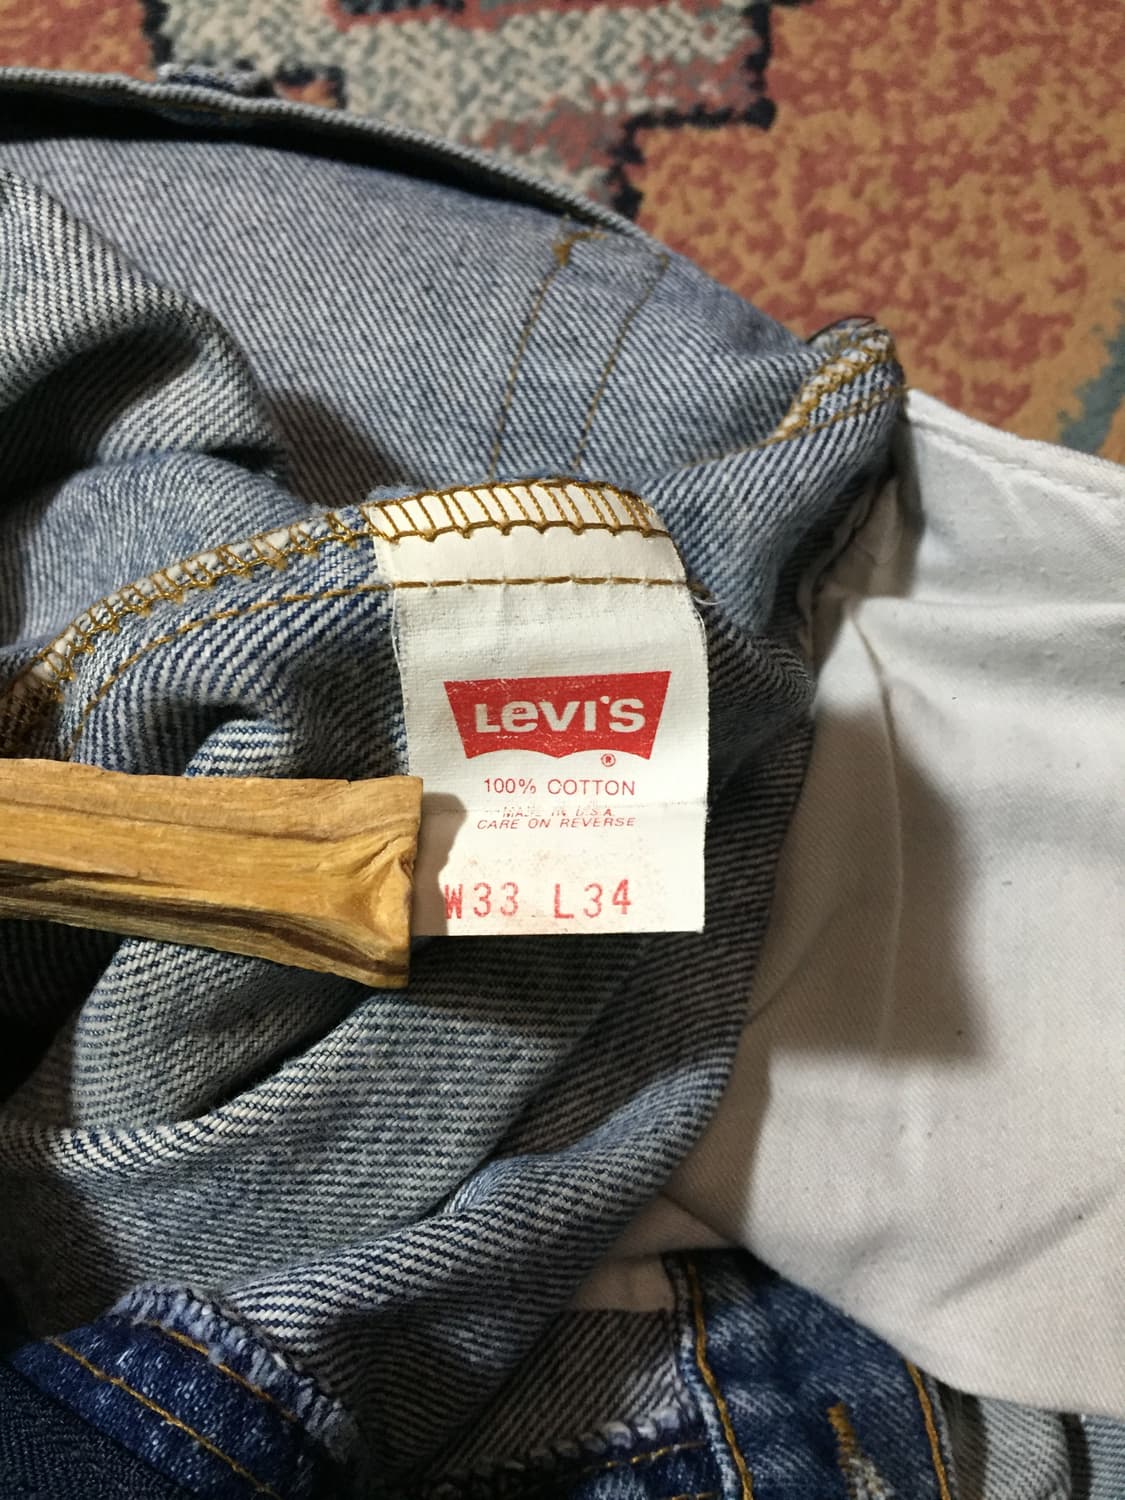 Levi's
®
100% COTTON
MADE IN U.S.A.
CARE ON REVERSE
W33 L34